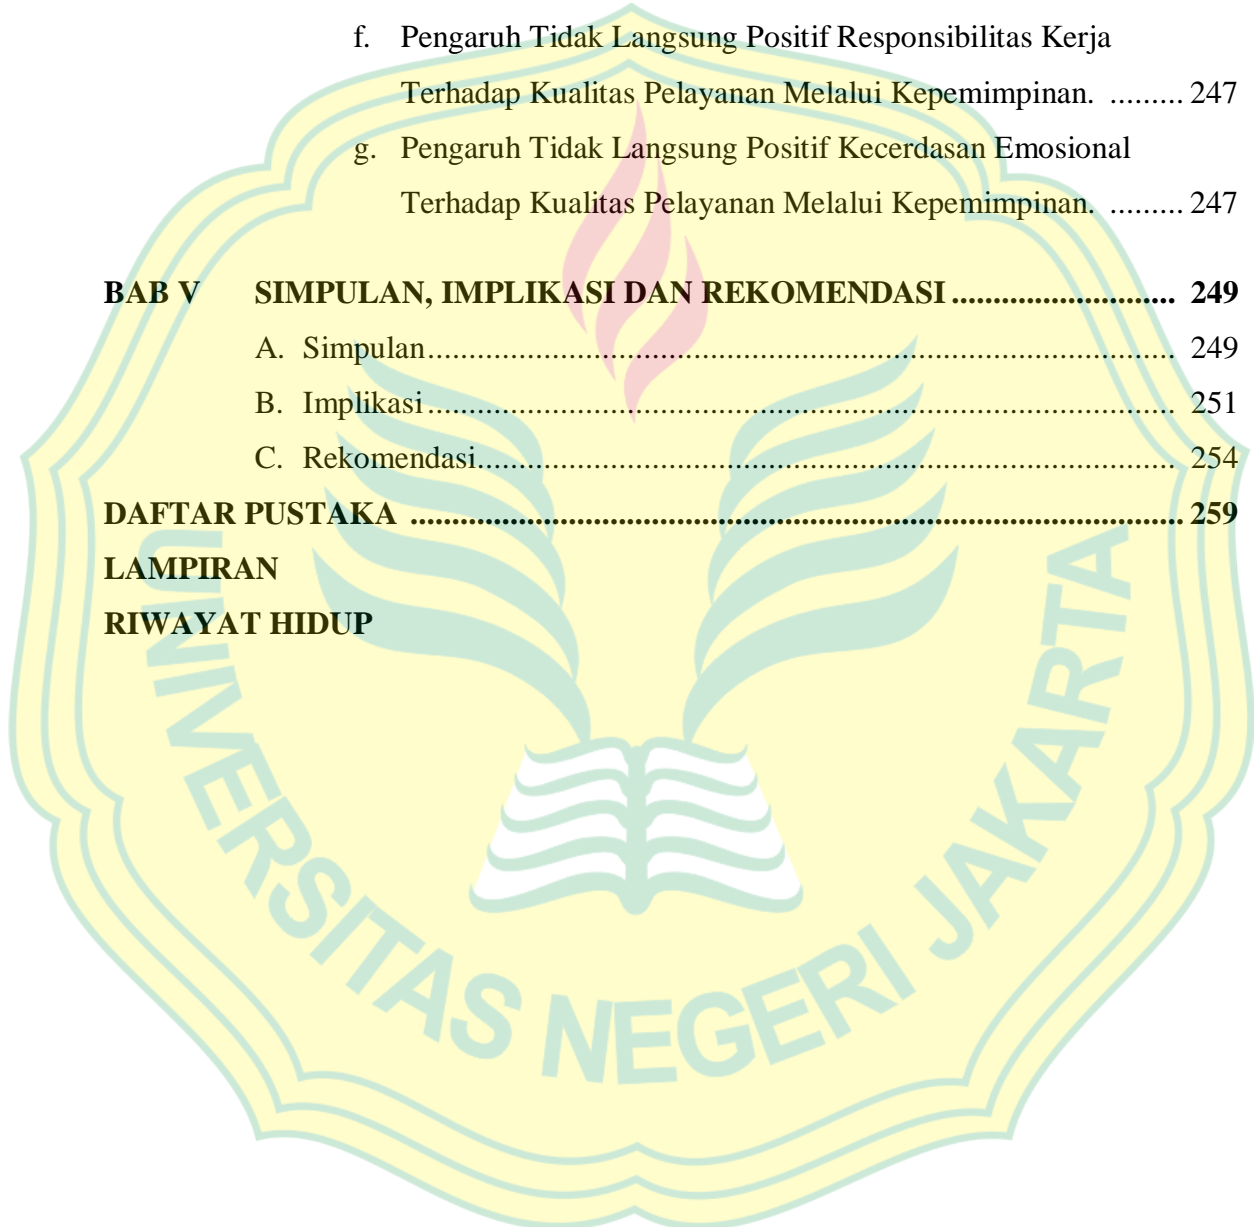 f. Pengaruh Tidak Langsung Positif Responsibilitas Kerja
Terhadap Kualitas Pelayanan Melalui Kepemimpinan. ......... 247
g. Pengaruh Tidak Langsung Positif Kecerdasan Emosional
Terhadap Kualitas Pelayanan Melalui Kepemimpinan. ......... 247
BAB V SIMPULAN, IMPLIKASI DAN REKOMENDASI ........................... 249
A. Simpulan........................................................................................... 249
B. Implikasi........................................................................................... 251
C. Rekomendasi..................................................................................... 254
DAFTAR PUSTAKA .............................................................................................. 259
LAMPIRAN
RIWAYAT HIDUP
UNIVERSITAS NEGERI JAKARTA